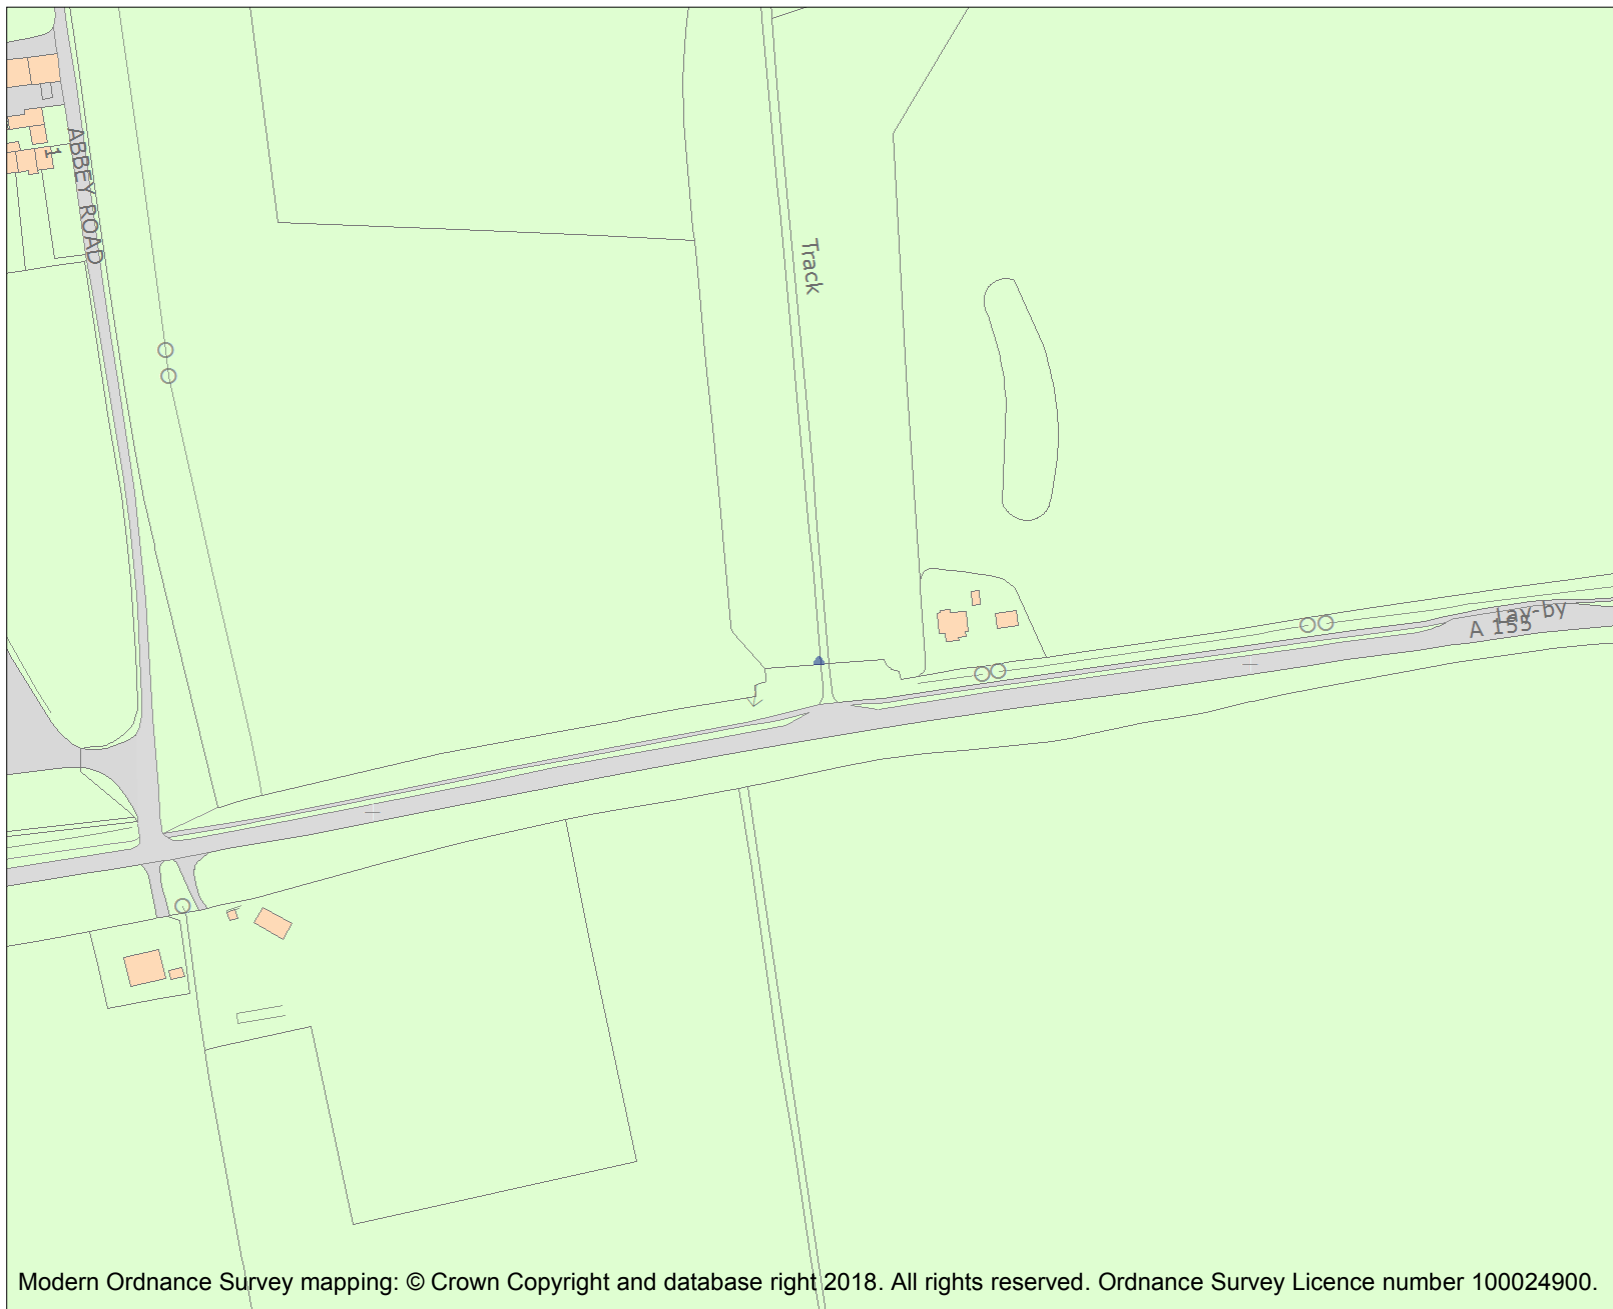 1
ABBEY ROAD
Track
Lay-by
A 155
Modern Ordnance Survey mapping: © Crown Copyright and database right 2018. All rights reserved. Ordnance Survey Licence number 100024900.